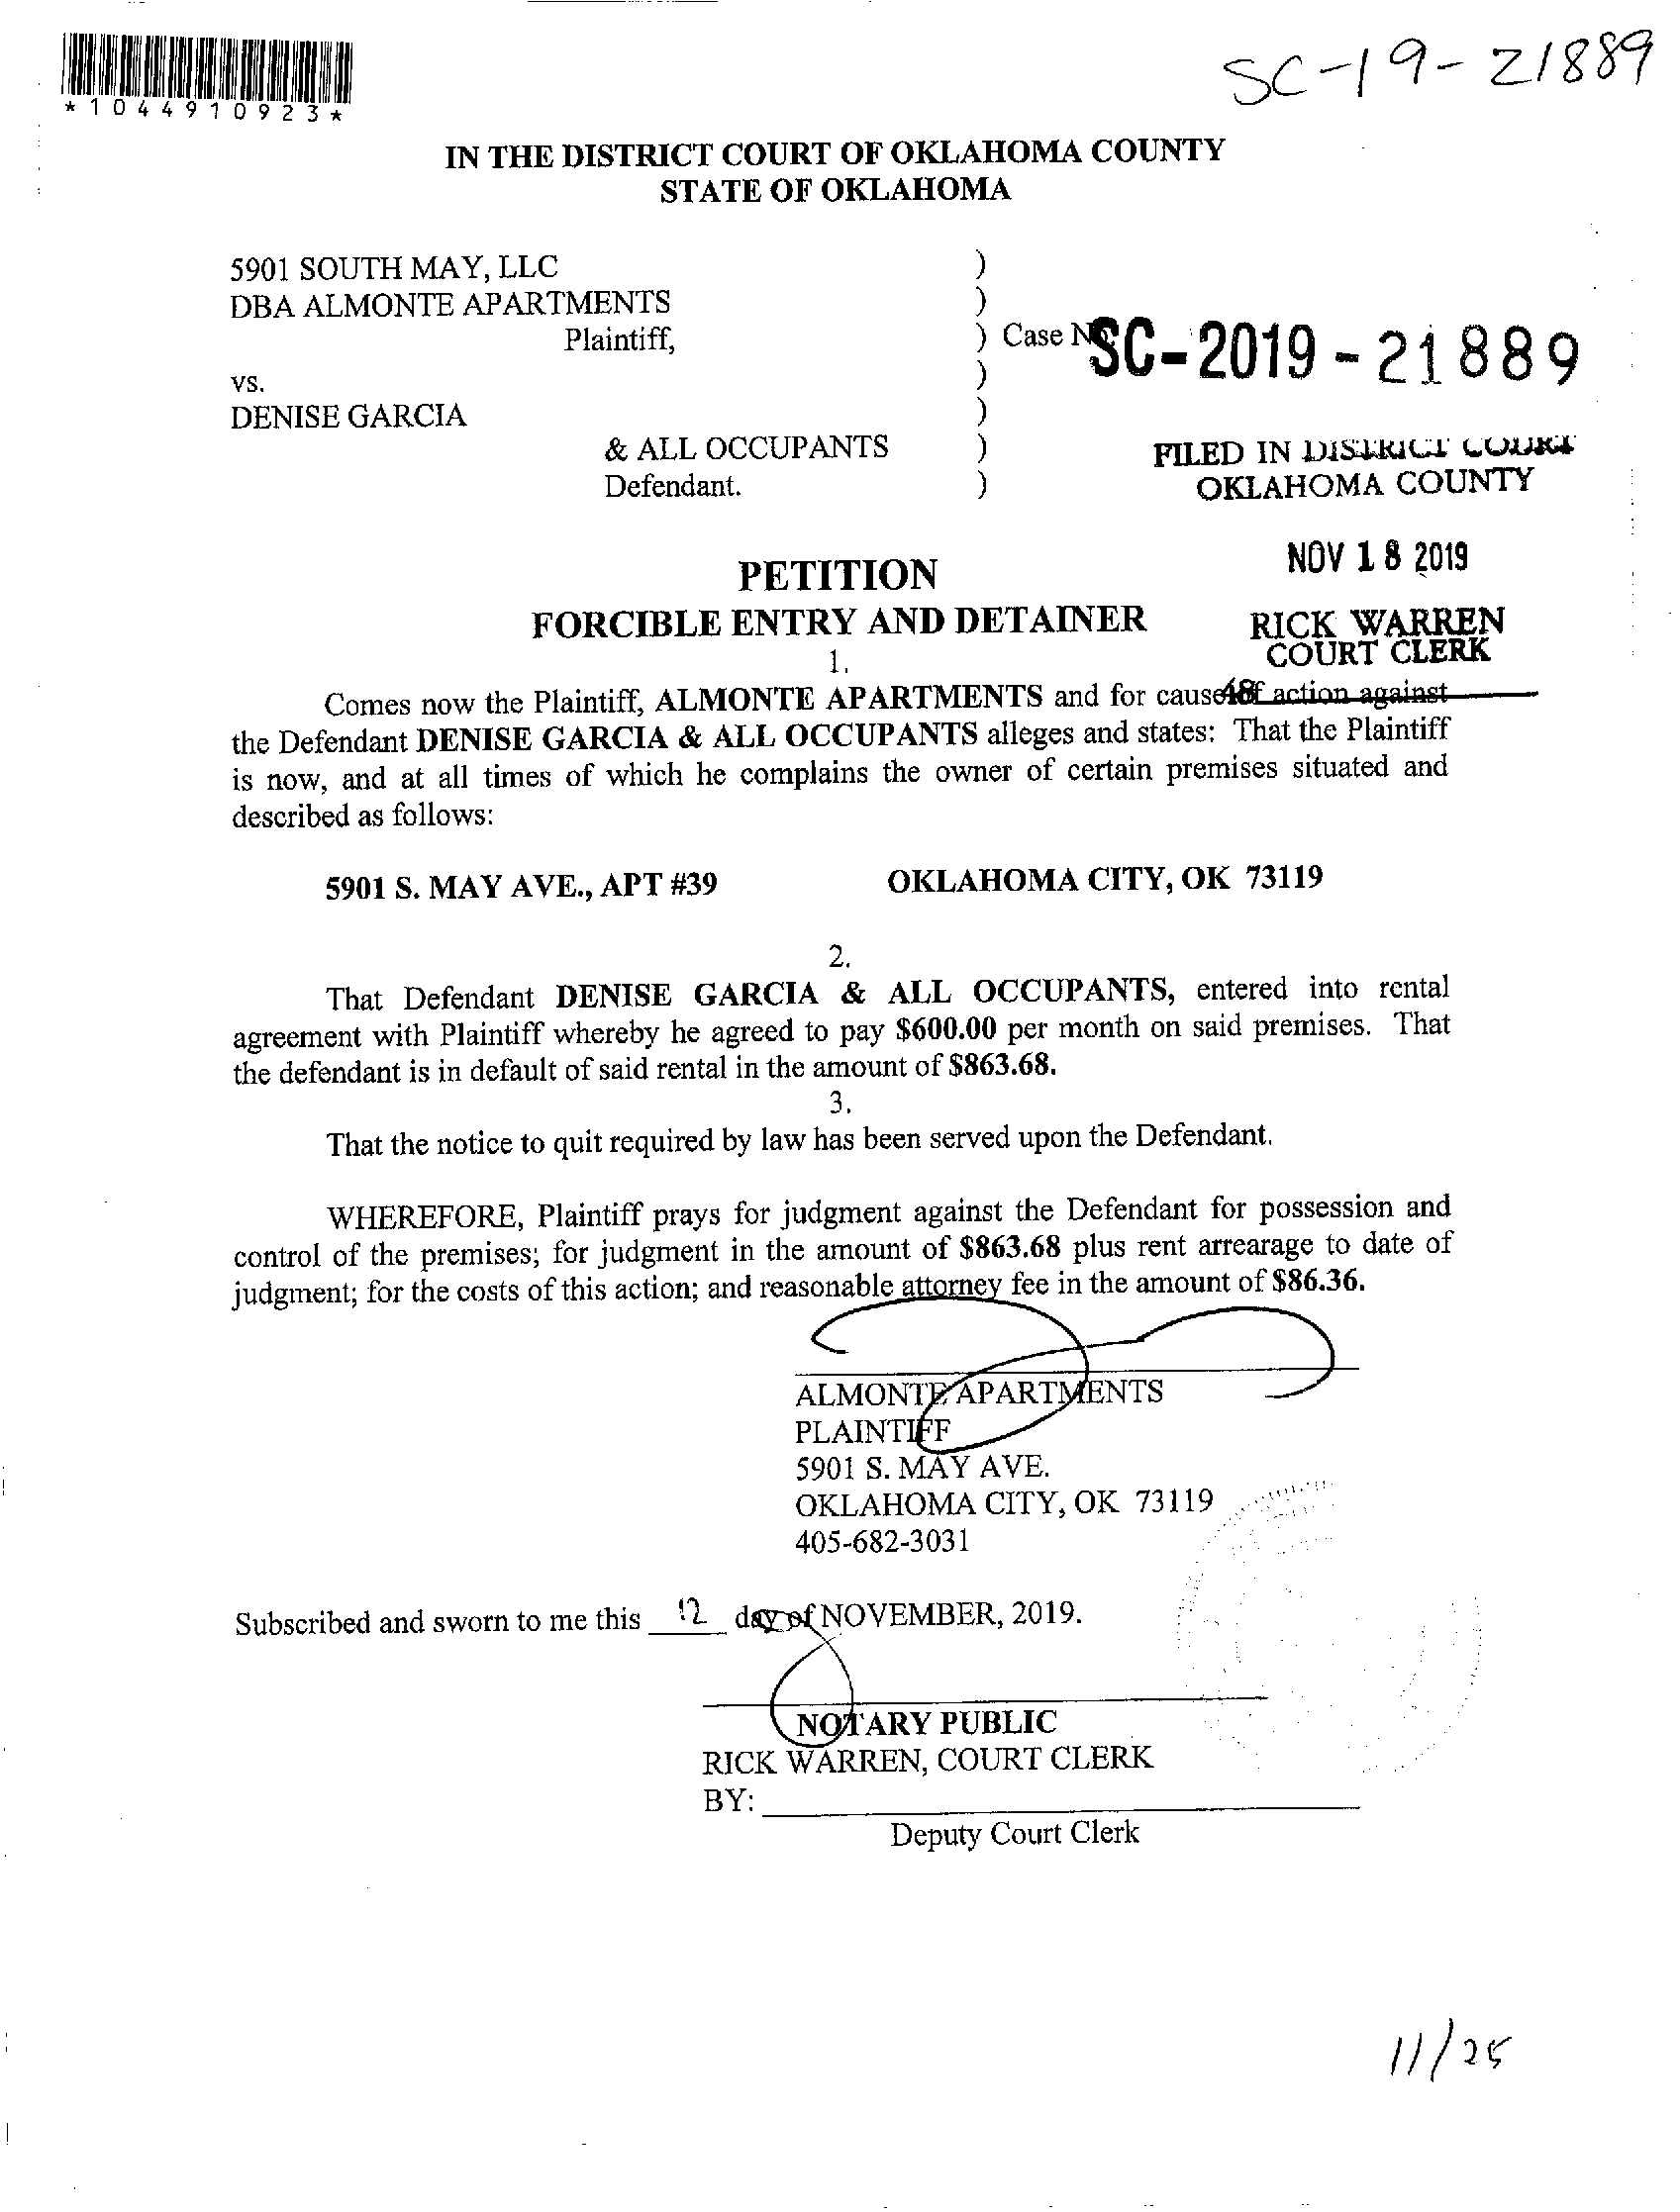 *1044910923*
SC-19-21889
IN THE DISTRICT COURT OF OKLAHOMA COUNTY
STATE OF OKLAHOMA
5901 SOUTH MAY, LLC )
DBA ALMONTE APARTMENTS )
Plaintiff, ) Case No. SC-2019-21889
vs. )
DENISE GARCIA )
& ALL OCCUPANTS ) FILED IN DISTRICT COURT
Defendant. ) OKLAHOMA COUNTY
NOV 18 2019
PETITION
FORCIBLE ENTRY AND DETAINER RICK WARREN
1. COURT CLERK
Comes now the Plaintiff, ALMONTE APARTMENTS and for cause of action against 48
the Defendant DENISE GARCIA & ALL OCCUPANTS alleges and states: That the Plaintiff
is now, and at all times of which he complains the owner of certain premises situated and
described as follows:
5901 S. MAY AVE., APT #39 OKLAHOMA CITY, OK 73119
2.
That Defendant DENISE GARCIA & ALL OCCUPANTS, entered into rental
agreement with Plaintiff whereby he agreed to pay $600.00 per month on said premises. That
the defendant is in default of said rental in the amount of $863.68.
3.
That the notice to quit required by law has been served upon the Defendant.
WHEREFORE, Plaintiff prays for judgment against the Defendant for possession and
control of the premises; for judgment in the amount of $863.68 plus rent arrearage to date of
judgment; for the costs of this action; and reasonable attorney fee in the amount of $86.36.
ALMONTE APARTMENTS
PLAINTIFF
5901 S. MAY AVE.
OKLAHOMA CITY, OK 73119
405-682-3031
Subscribed and sworn to me this 12 day of NOVEMBER, 2019.
NOTARY PUBLIC
RICK WARREN, COURT CLERK
BY:
Deputy Court Clerk
11/25